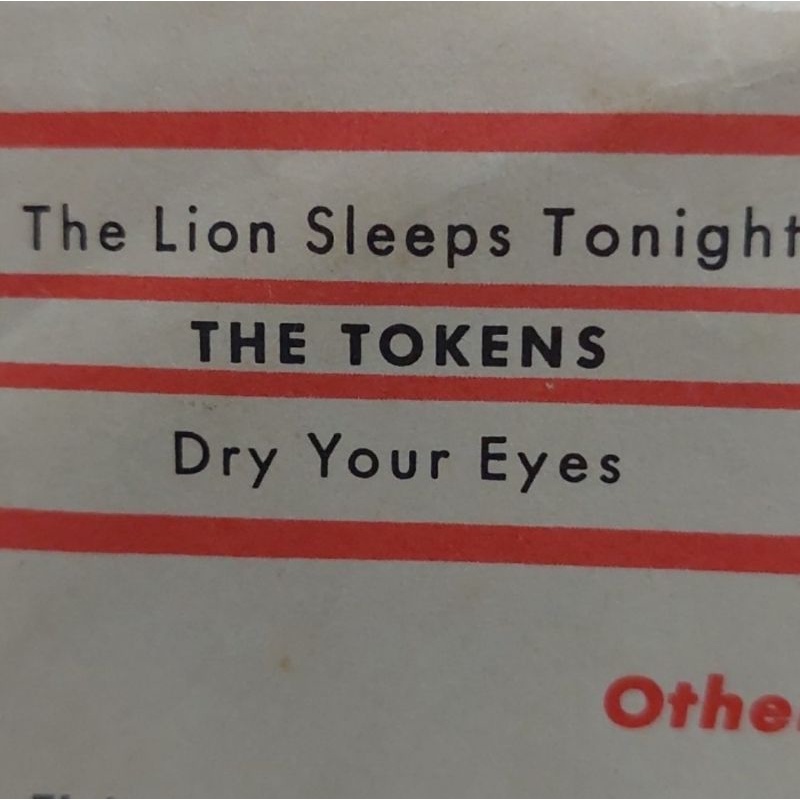 The Lion Sleeps Tonight
THE TOKENS
Dry Your Eyes